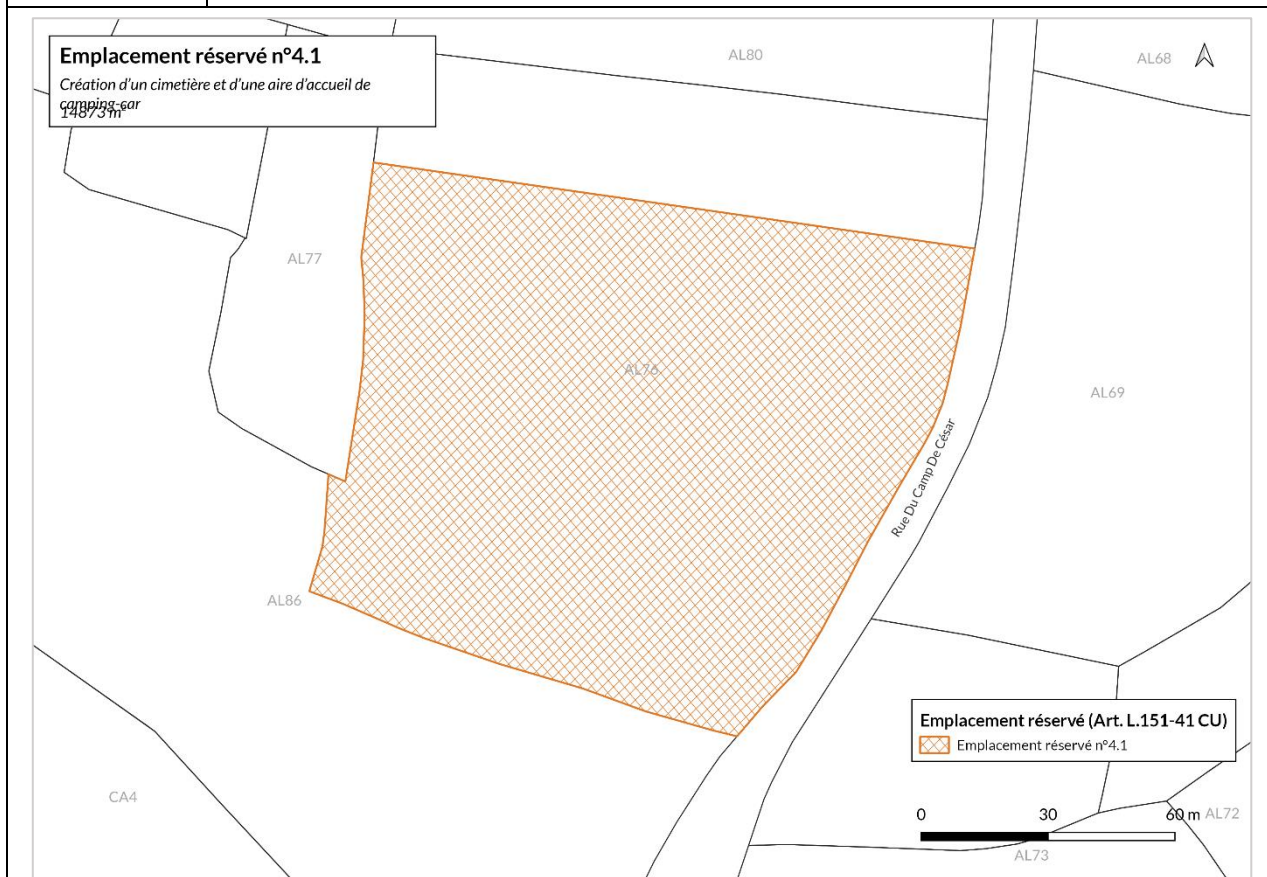 Emplacement réservé n°4.1
Création d'un cimetière et d'une aire d'accueil de
camping-car
14873 m²
AL80
AL68
AL77
AL76
AL69
Rue Du Camp De César
AL86
Emplacement réservé (Art. L.151-41 CU)
Emplacement réservé n°4.1
CA4
0 30 60 m
AL72
AL73